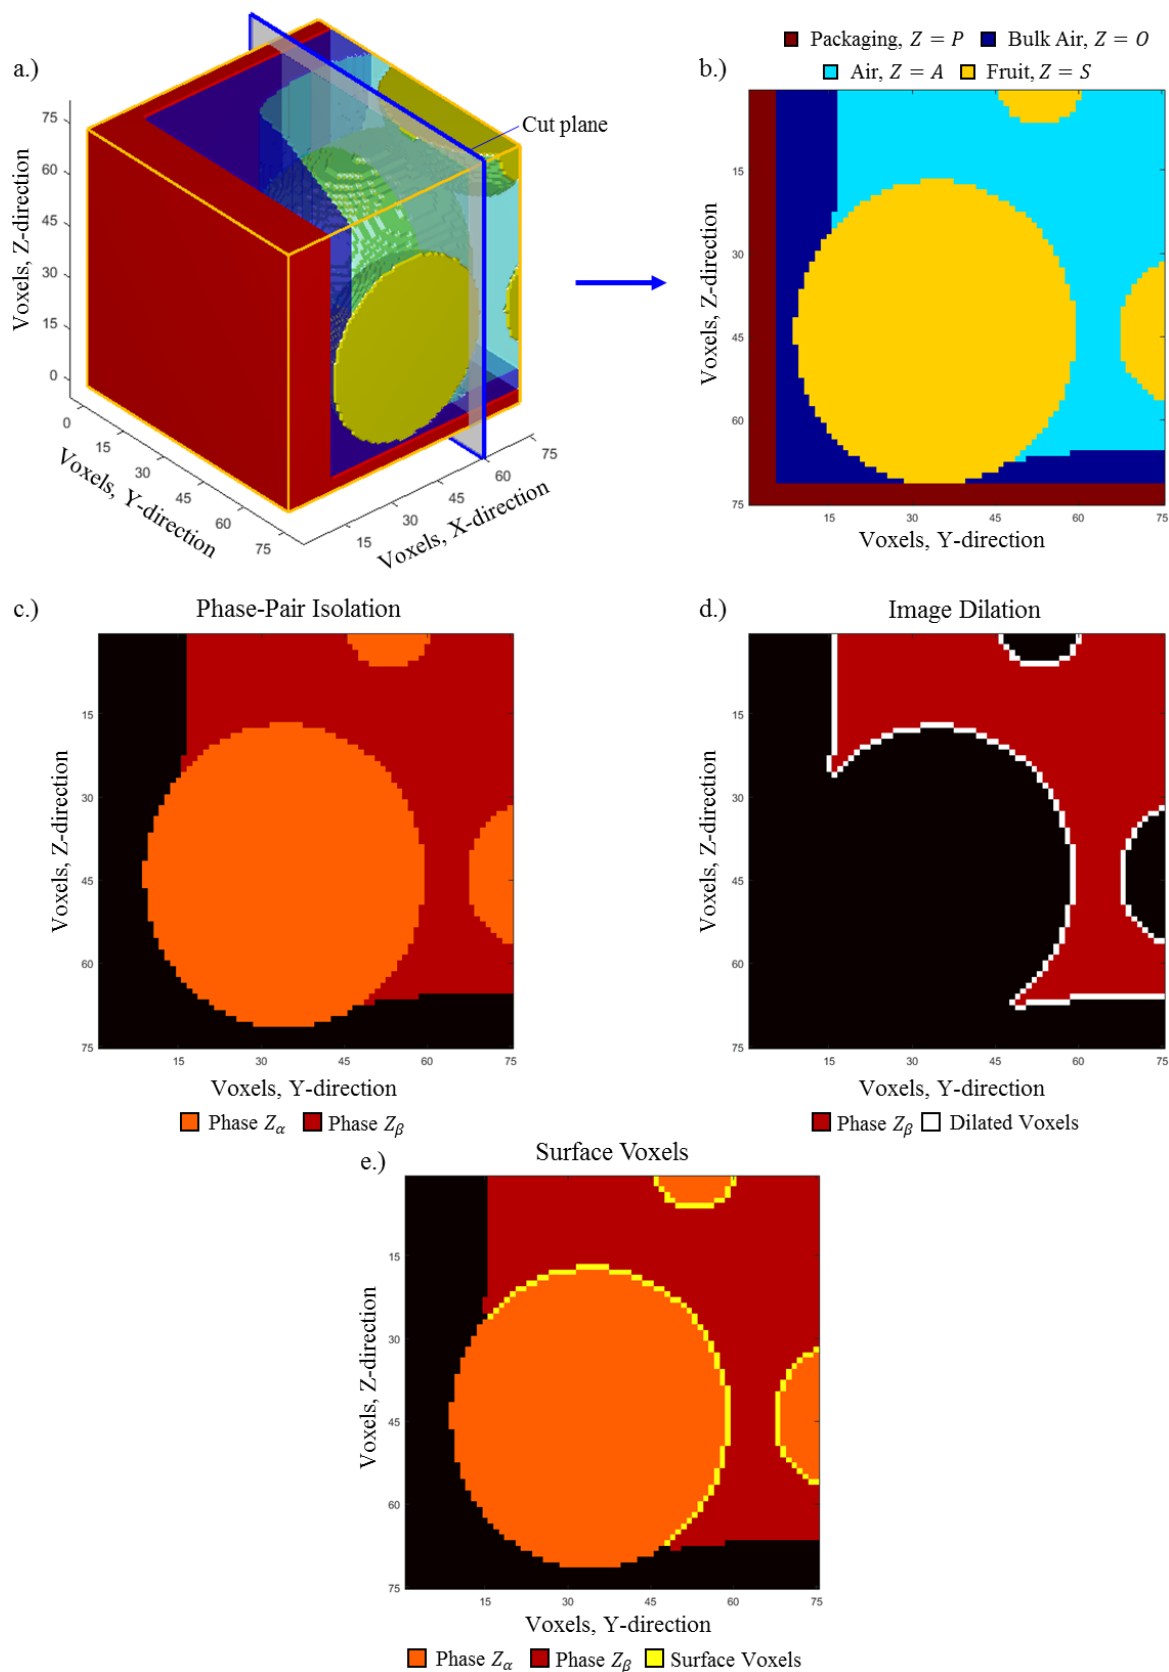 a.)
75
60
45
30
15
0
Voxels, Z-direction
0
15
30
45
60
75
Voxels, Y-direction
15
30
45
60
75
Voxels, X-direction
Cut plane
Packaging, Z = P Bulk Air, Z = O
Air, Z = A Fruit, Z = S
b.)
15
30
45
60
75
Voxels, Z-direction
15 30 45 60 75
Voxels, Y-direction
c.) Phase-Pair Isolation
15
30
45
60
75
Voxels, Z-direction
15 30 45 60 75
Voxels, Y-direction
Phase Zα Phase Zβ
d.) Image Dilation
15
30
45
60
75
Voxels, Z-direction
15 30 45 60 75
Voxels, Y-direction
Phase Zβ Dilated Voxels
e.) Surface Voxels
15
30
45
60
75
Voxels, Z-direction
15 30 45 60 75
Voxels, Y-direction
Phase Zα Phase Zβ Surface Voxels